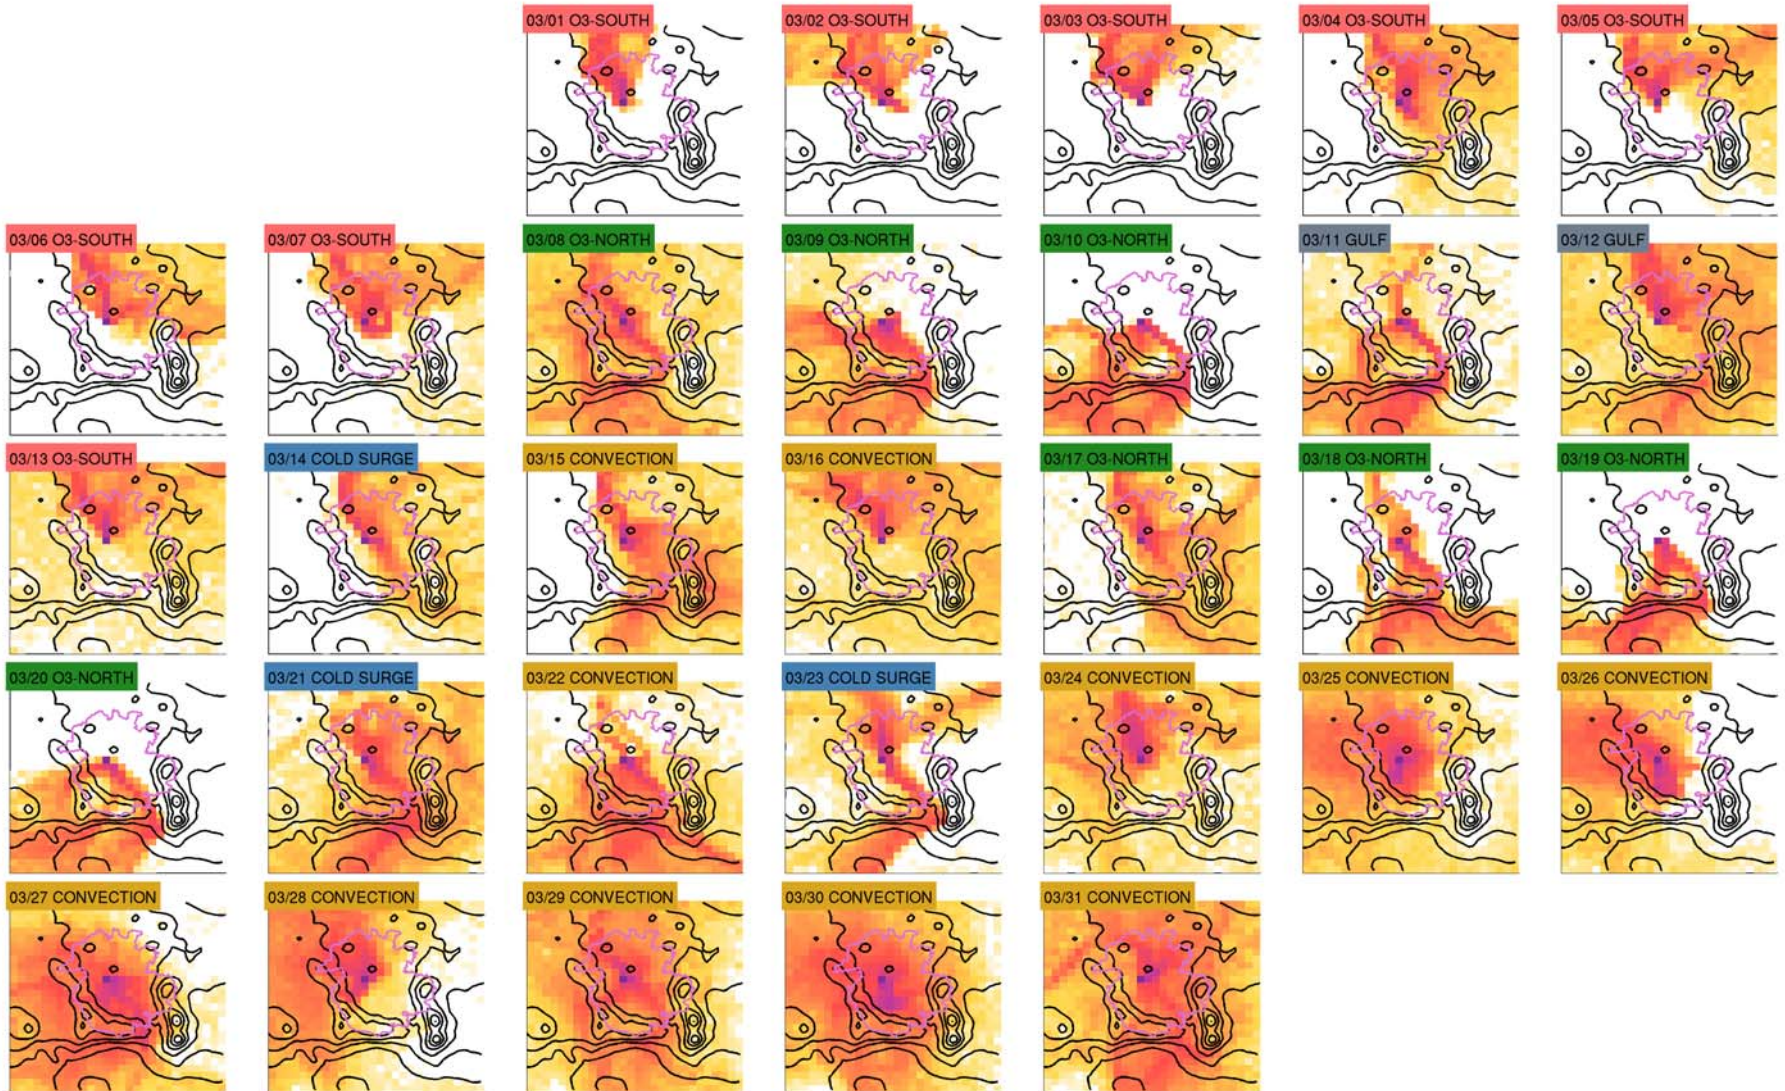 03/01 O3-SOUTH
03/02 O3-SOUTH
03/03 O3-SOUTH
03/04 O3-SOUTH
03/05 O3-SOUTH
03/06 O3-SOUTH
03/07 O3-SOUTH
03/08 O3-NORTH
03/09 O3-NORTH
03/10 O3-NORTH
03/11 GULF
03/12 GULF
03/13 O3-SOUTH
03/14 COLD SURGE
03/15 CONVECTION
03/16 CONVECTION
03/17 O3-NORTH
03/18 O3-NORTH
03/19 O3-NORTH
03/20 O3-NORTH
03/21 COLD SURGE
03/22 CONVECTION
03/23 COLD SURGE
03/24 CONVECTION
03/25 CONVECTION
03/26 CONVECTION
03/27 CONVECTION
03/28 CONVECTION
03/29 CONVECTION
03/30 CONVECTION
03/31 CONVECTION